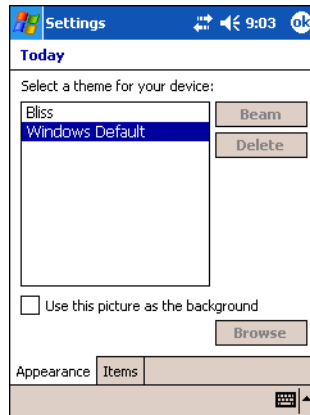 Settings 9:03 ok
Today
Select a theme for your device:
Bliss
Windows Default
Beam
Delete
Use this picture as the background
Browse
Appearance Items